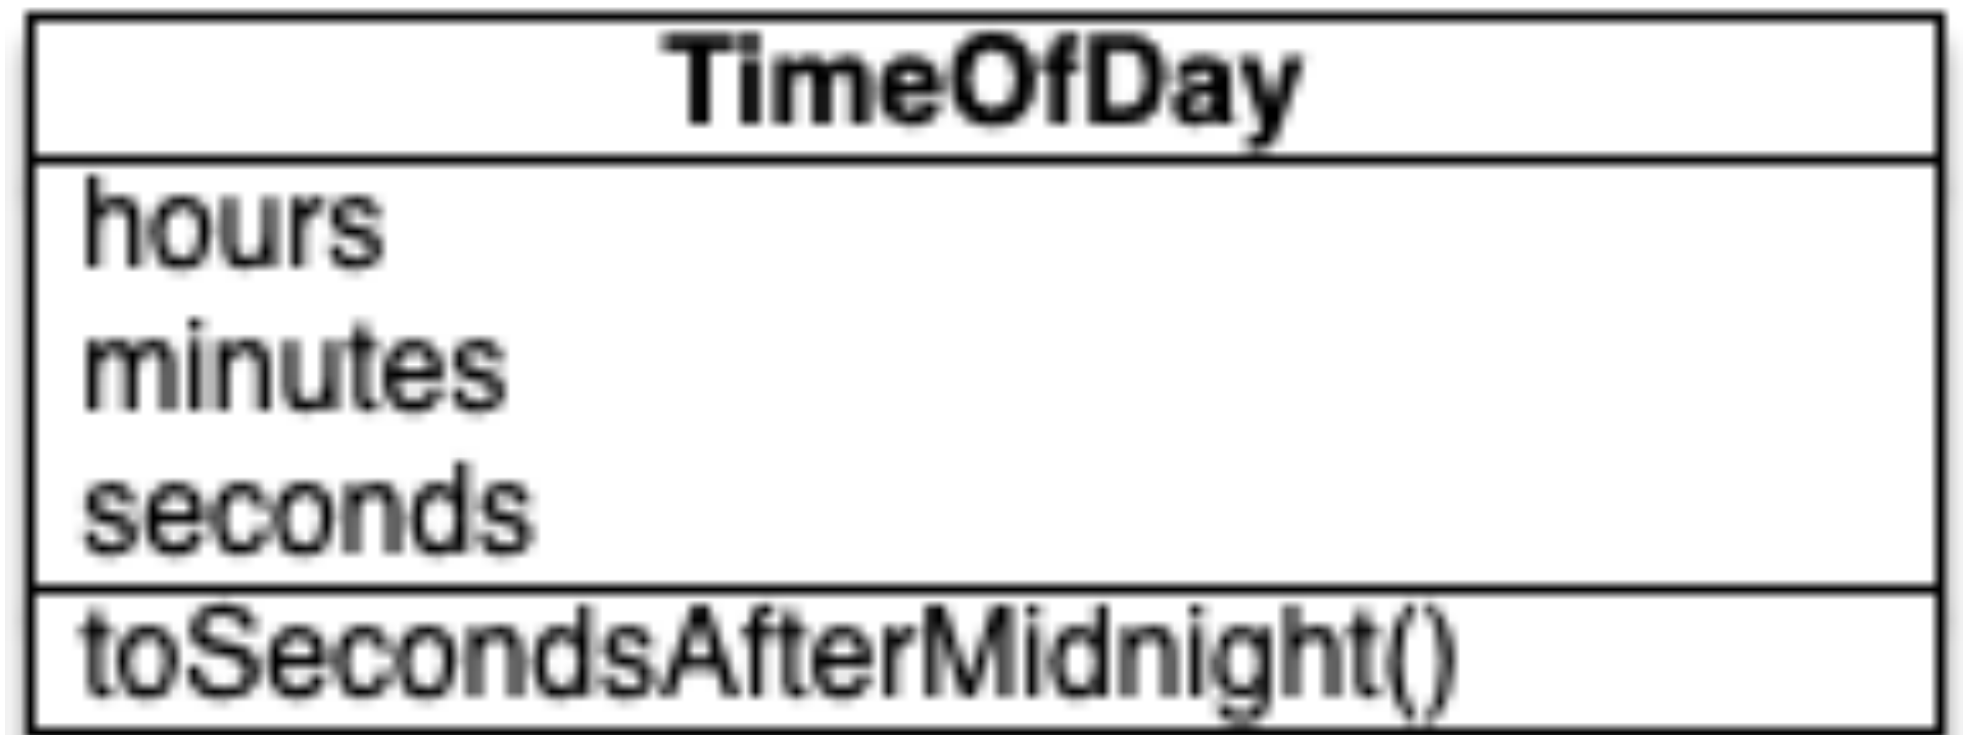 TimeOfDay
hours
minutes
seconds
toSecondsAfterMidnight()